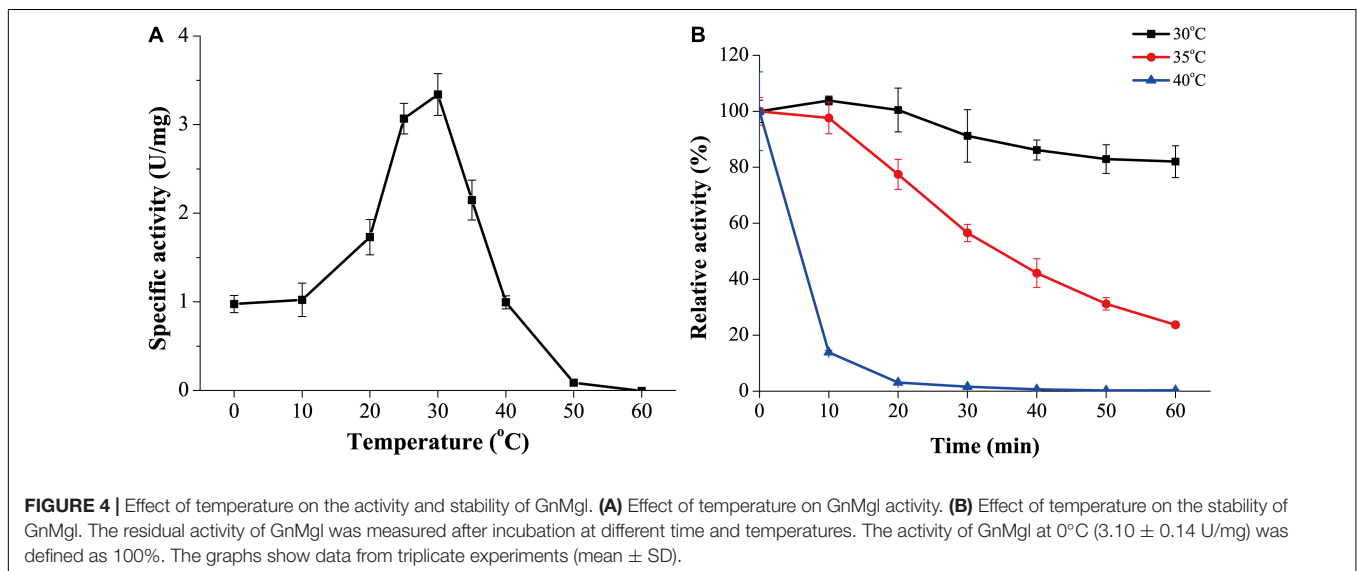 A
4
3
2
1
0
Specific activity (U/mg)
0 10 20 30 40 50 60
Temperature (°C)
B
30°C
35°C
40°C
120
100
80
60
40
20
0
Relative activity (%)
0 10 20 30 40 50 60
Time (min)
FIGURE 4 | Effect of temperature on the activity and stability of GnMgl. (A) Effect of temperature on GnMgl activity. (B) Effect of temperature on the stability of
GnMgl. The residual activity of GnMgl was measured after incubation at different time and temperatures. The activity of GnMgl at 0°C (3.10 ± 0.14 U/mg) was
defined as 100%. The graphs show data from triplicate experiments (mean ± SD).